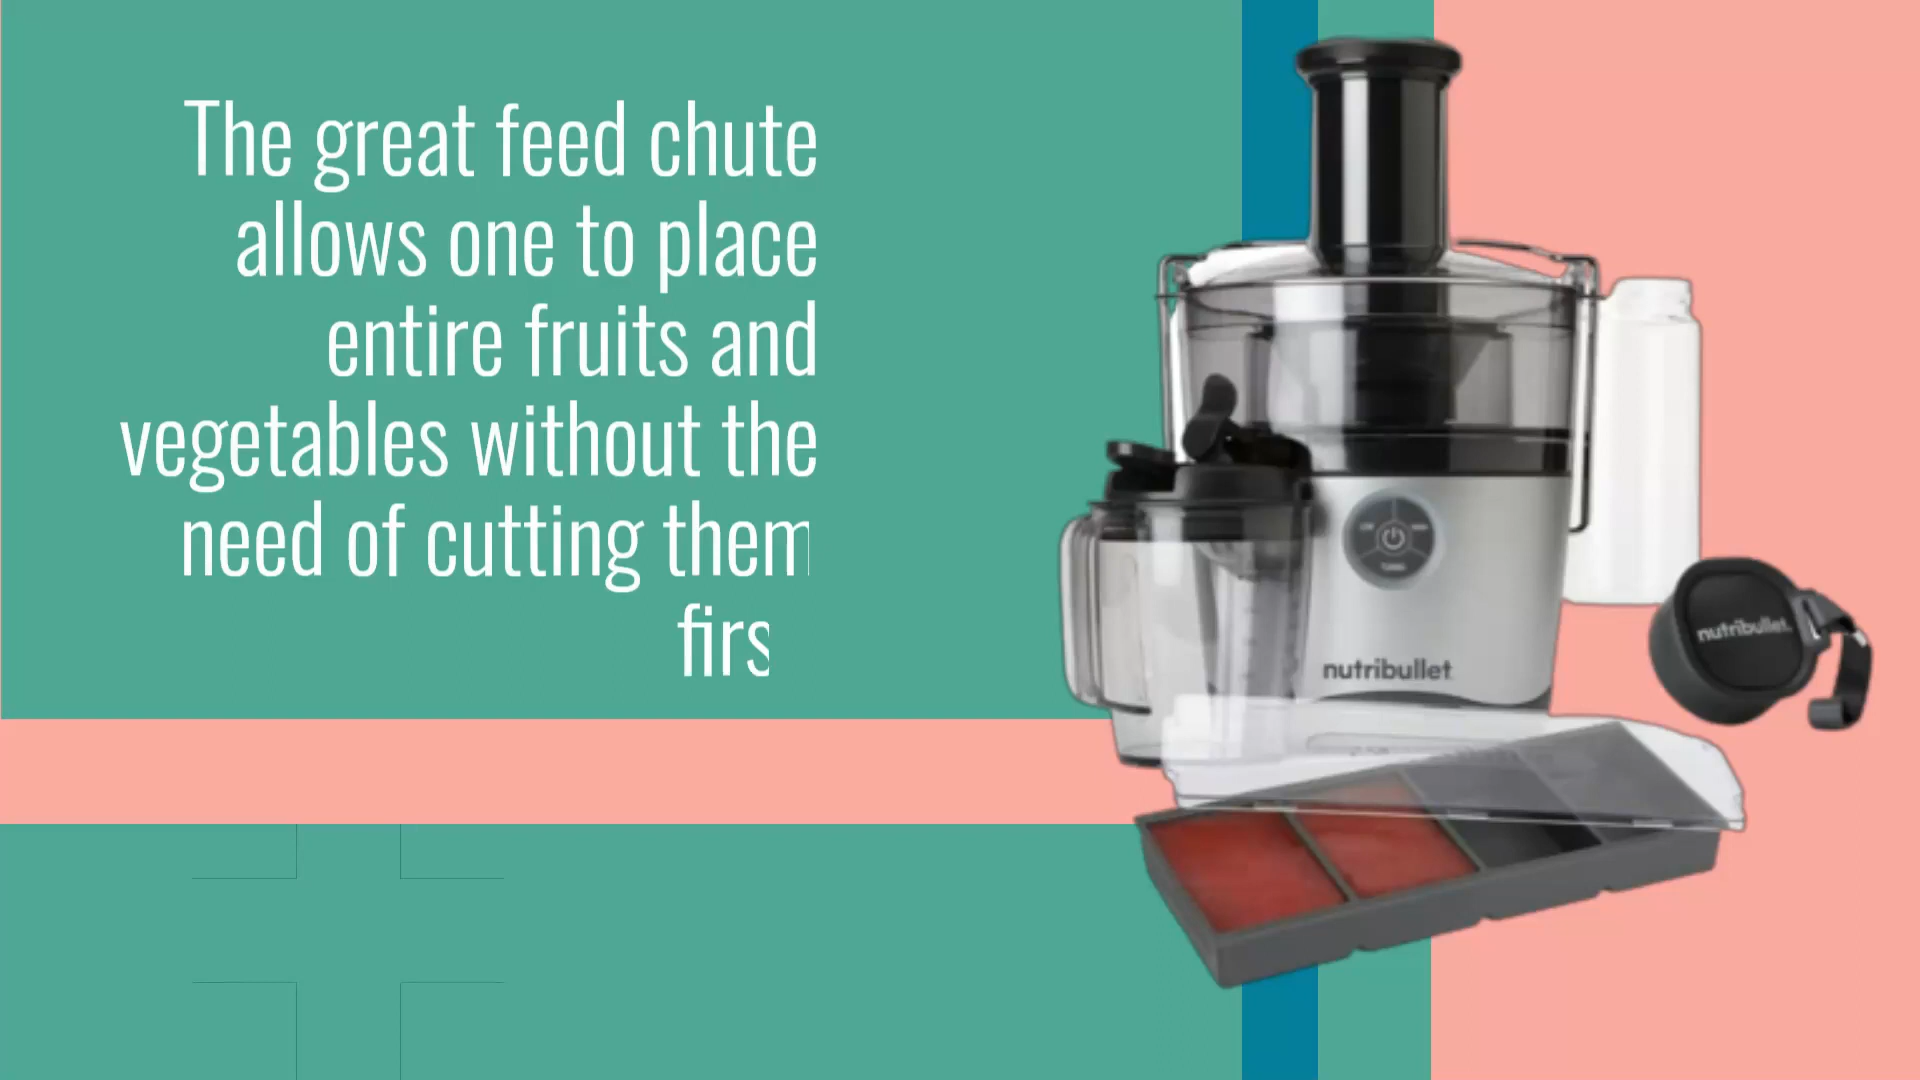 The great feed chute
allows one to place
entire fruits and
vegetables without the
need of cutting them
firs
nutribullet
nutribullet.